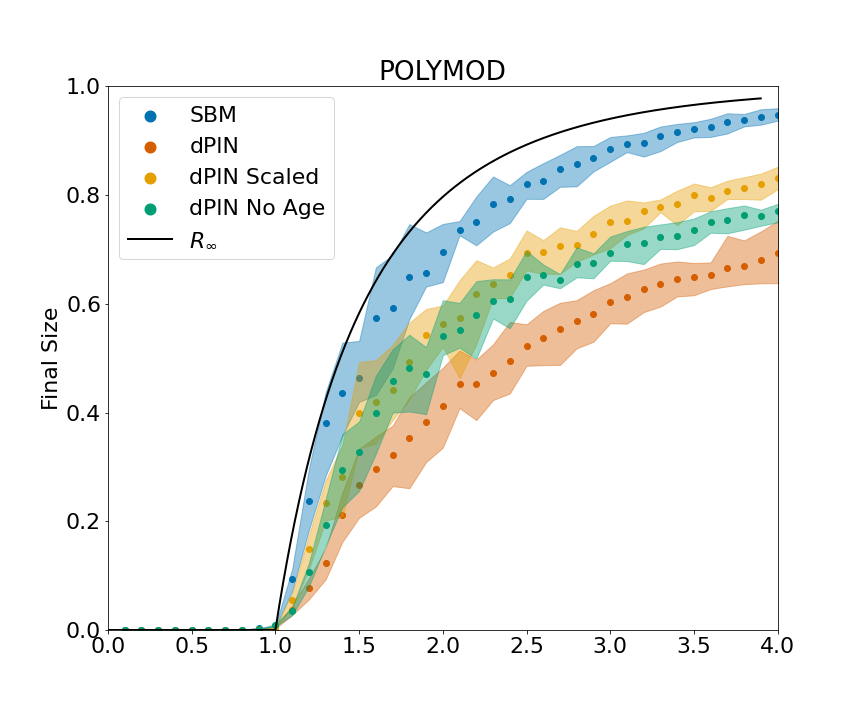 POLYMOD
1.0
0.8
0.6
0.4
0.2
0.0
Final Size
SBM
dPIN
dPIN Scaled
dPIN No Age
R∞
0.0 0.5 1.0 1.5 2.0 2.5 3.0 3.5 4.0